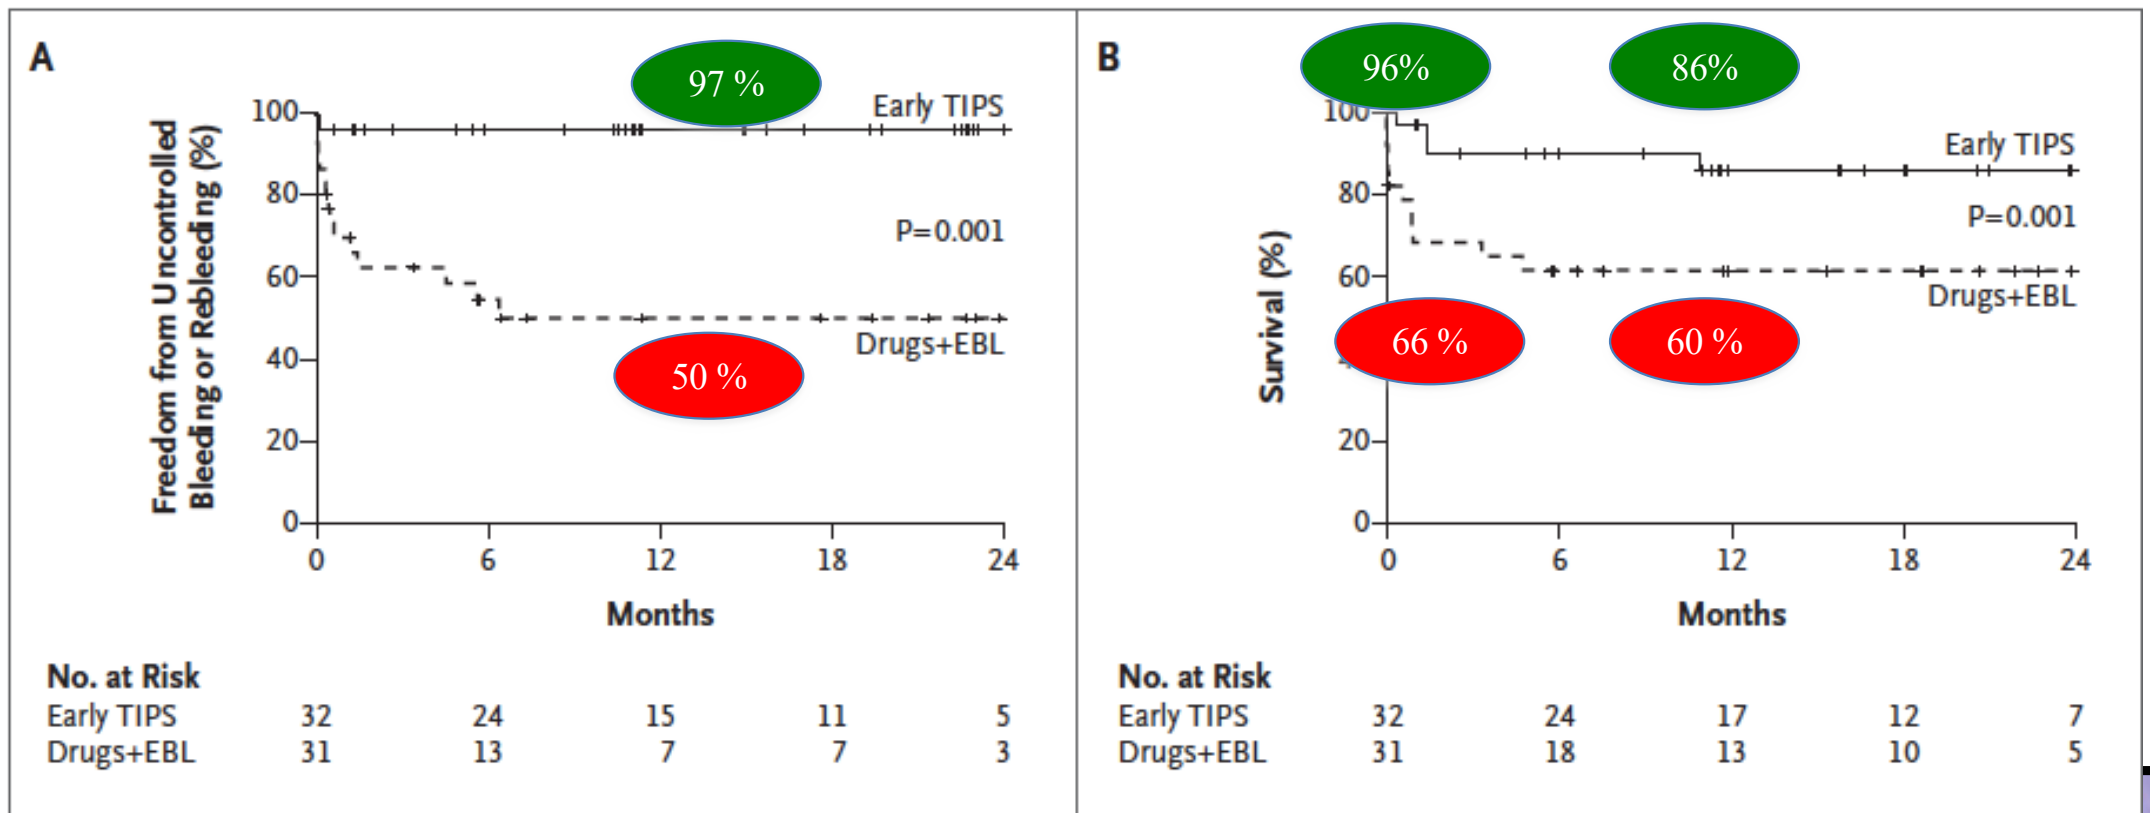 A
97 %
Early TIPS
P=0.001
Drugs+EBL
50 %
Freedom from Uncontrolled
Bleeding or Rebleeding (%)
100
80
60
40
20
0
0 6 12 18 24
Months
No. at Risk
Early TIPS 32 24 15 11 5
Drugs+EBL 31 13 7 7 3
B
96%
86%
Early TIPS
P=0.001
Drugs+EBL
66 %
60 %
Survival (%)
100
80
60
20
0
0 6 12 18 24
Months
No. at Risk
Early TIPS 32 24 17 12 7
Drugs+EBL 31 18 13 10 5